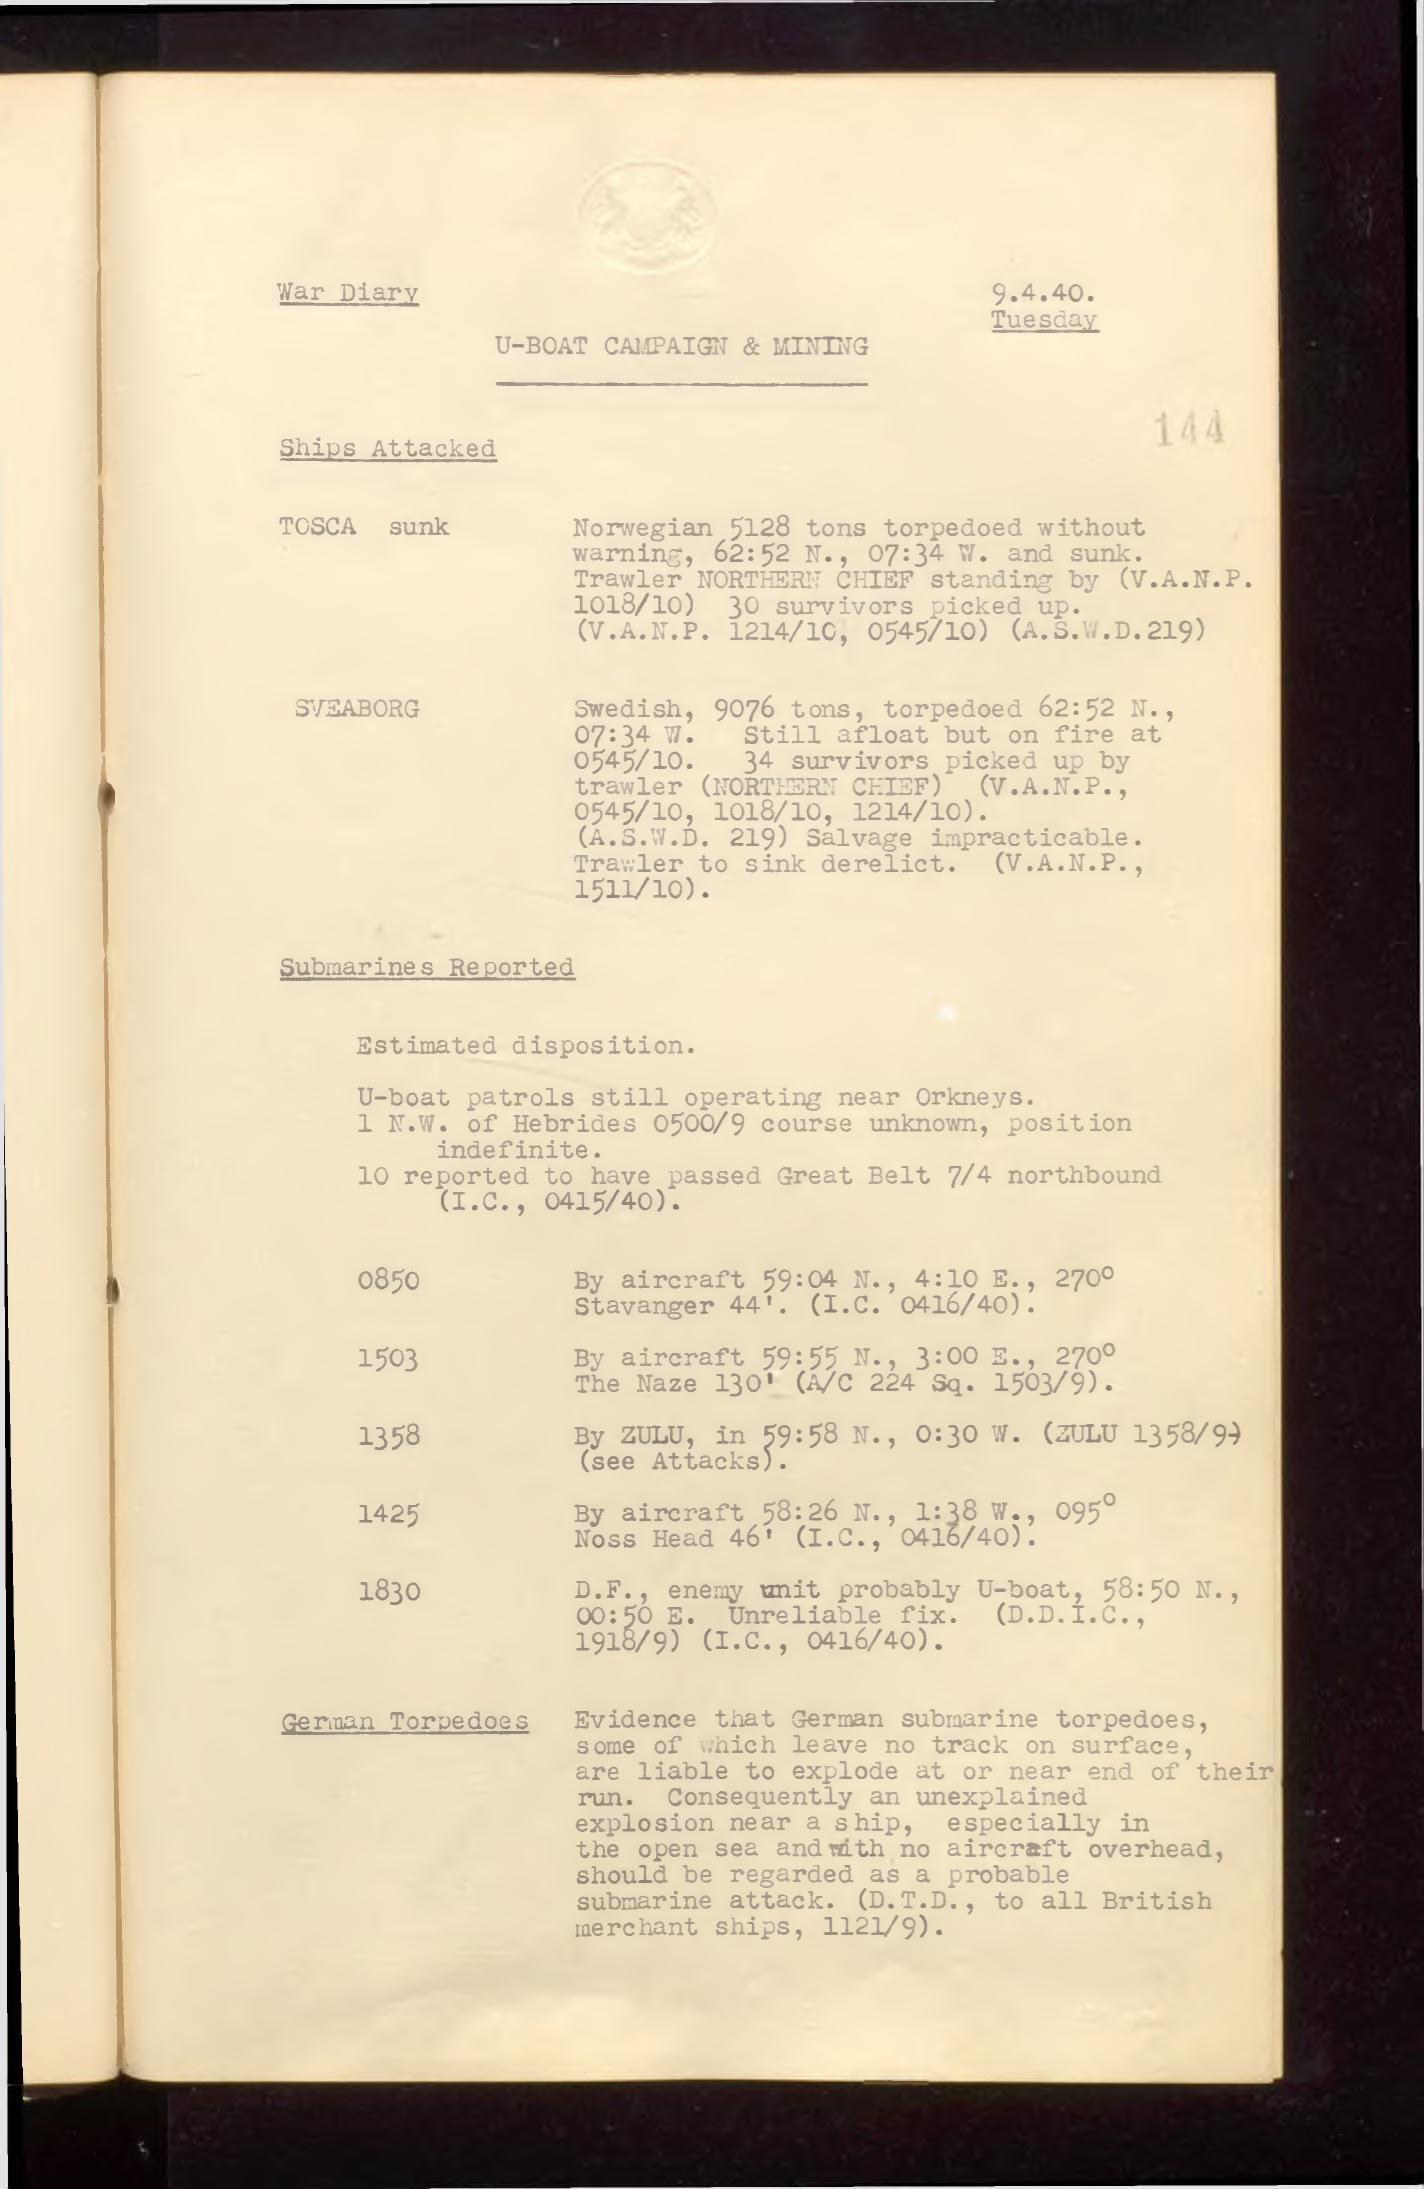 War Diary
9.4.40.
Tuesday
U-BOAT CAMPAIGN & MINING
144
Ships Attacked
TOSCA sunk
Norwegian 5128 tons torpedoed without
warning, 62:52 N., 07:34 W. and sunk.
Trawler NORTHERN CHIEF standing by (V.A.N.P.
1018/10) 30 survivors picked up.
(V.A.N.P. 1214/10, 0545/10) (A.S.W.D.219)
SVEABORG
Swedish, 9076 tons, torpedoed 62:52 N.,
07:34 W. Still afloat but on fire at
0545/10. 34 survivors picked up by
trawler (NORTHERN CHIEF) (V.A.N.P.,
0545/10, 1018/10, 1214/10).
(A.S.W.D. 219) Salvage impracticable.
Trawler to sink derelict. (V.A.N.P.,
1511/10).
Submarines Reported
Estimated disposition.
U-boat patrols still operating near Orkneys.
1 N.W. of Hebrides 0500/9 course unknown, position
indefinite.
10 reported to have passed Great Belt 7/4 northbound
(I.C., 0415/40).
0850
By aircraft 59:04 N., 4:10 E., 270°
Stavanger 44'. (I.C. 0416/40).
1503
By aircraft 59:55 N., 3:00 E., 270°
The Naze 130' (A/C 224 Sq. 1503/9).
1358
By ZULU, in 59:58 N., 0:30 W. (ZULU 1358/9)
(see Attacks).
1425
By aircraft 58:26 N., 1:38 W., 095°
Noss Head 46' (I.C., 0416/40).
1830
D.F., enemy unit probably U-boat, 58:50 N.,
00:50 E. Unreliable fix. (D.D.I.C.,
1918/9) (I.C., 0416/40).
German Torpedoes
Evidence that German submarine torpedoes,
some of which leave no track on surface,
are liable to explode at or near end of their
run. Consequently an unexplained
explosion near a ship, especially in
the open sea and with no aircraft overhead,
should be regarded as a probable
submarine attack. (D.T.D., to all British
merchant ships, 1121/9).